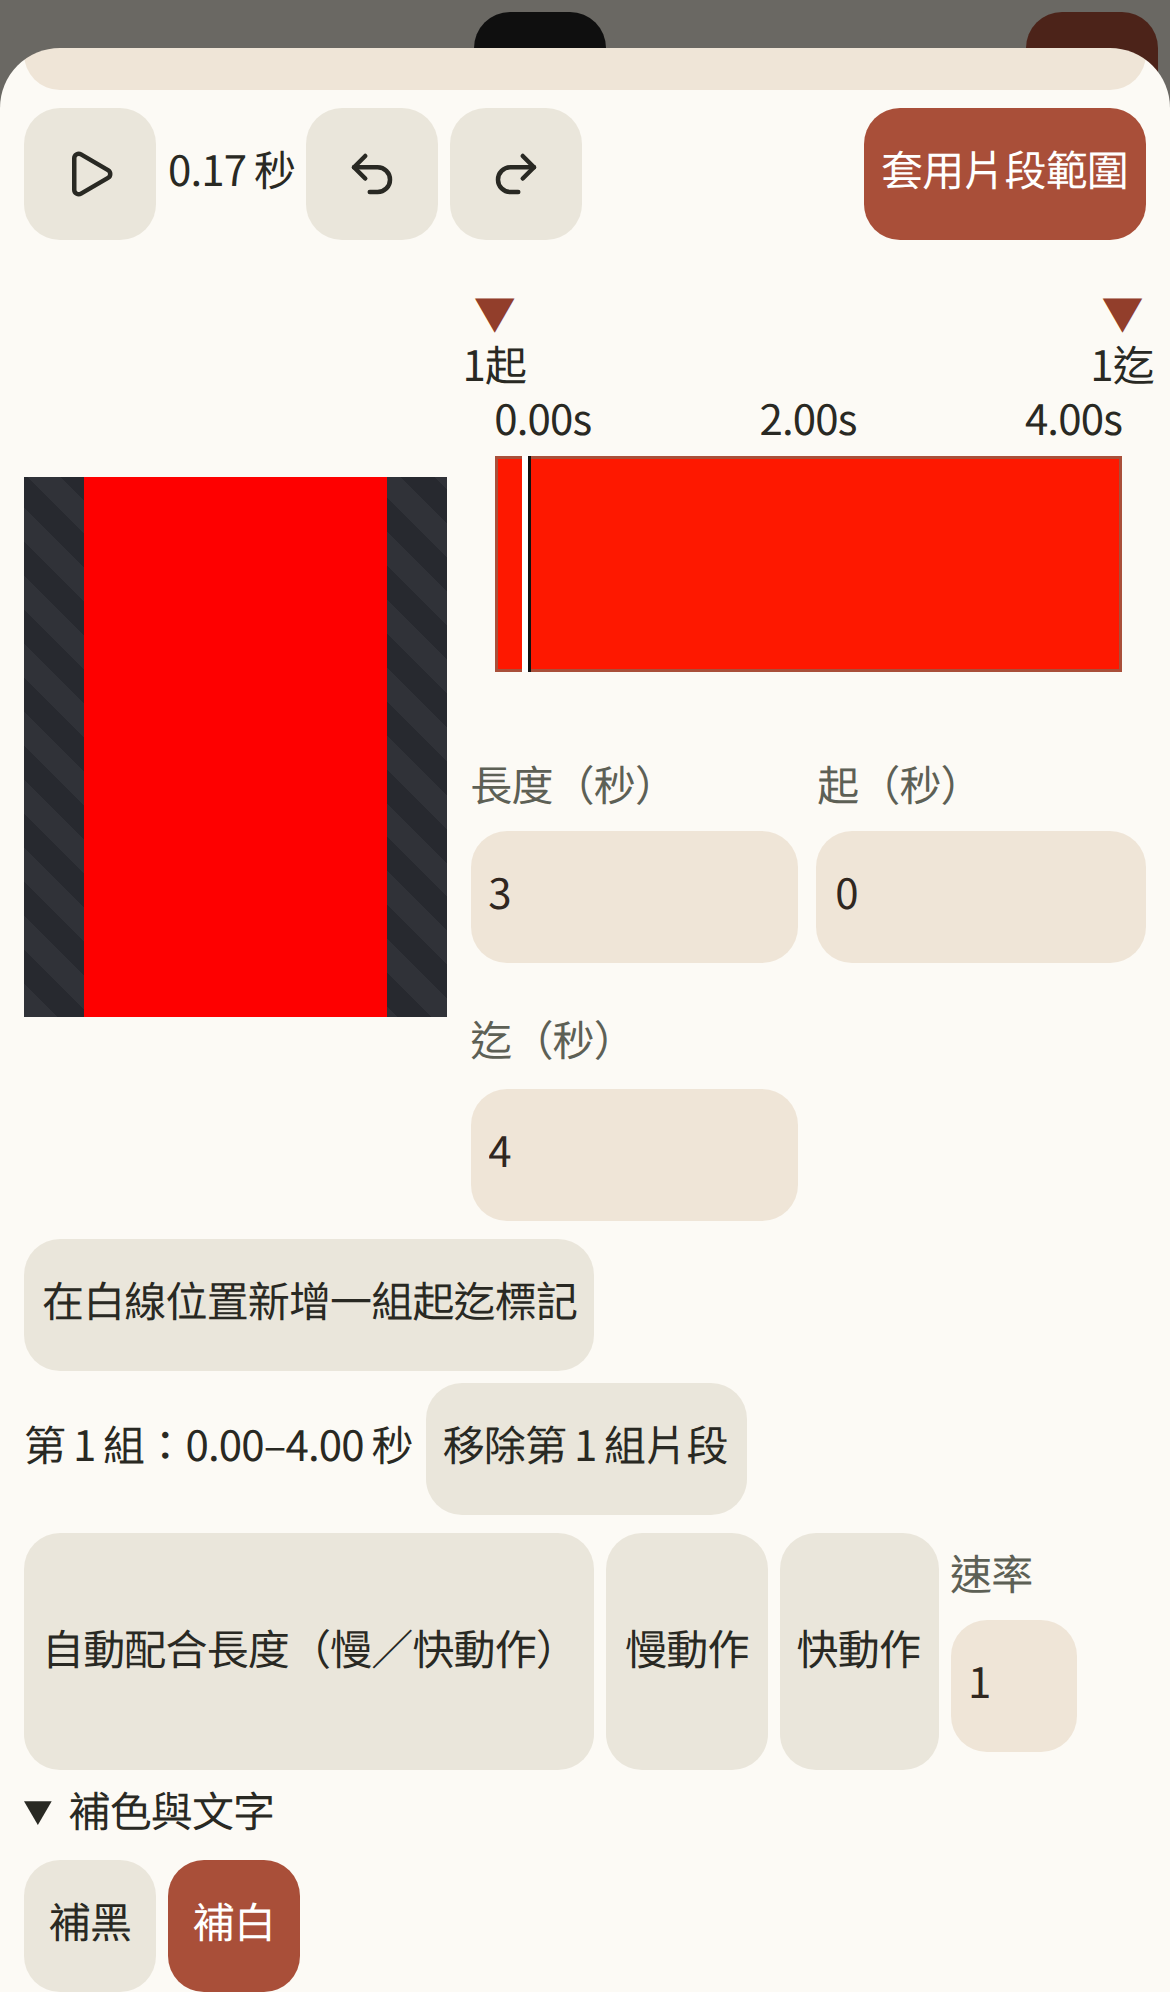 0.17 秒
套用片段範圍
1起
1迄
0.00s 2.00s 4.00s
長度（秒） 起（秒）
3
0
迄（秒）
4
在白線位置新增一組起迄標記
第 1 組：0.00–4.00 秒
移除第 1 組片段
自動配合長度（慢／快動作）
慢動作
快動作
速率
1
▼ 補色與文字
補黑
補白